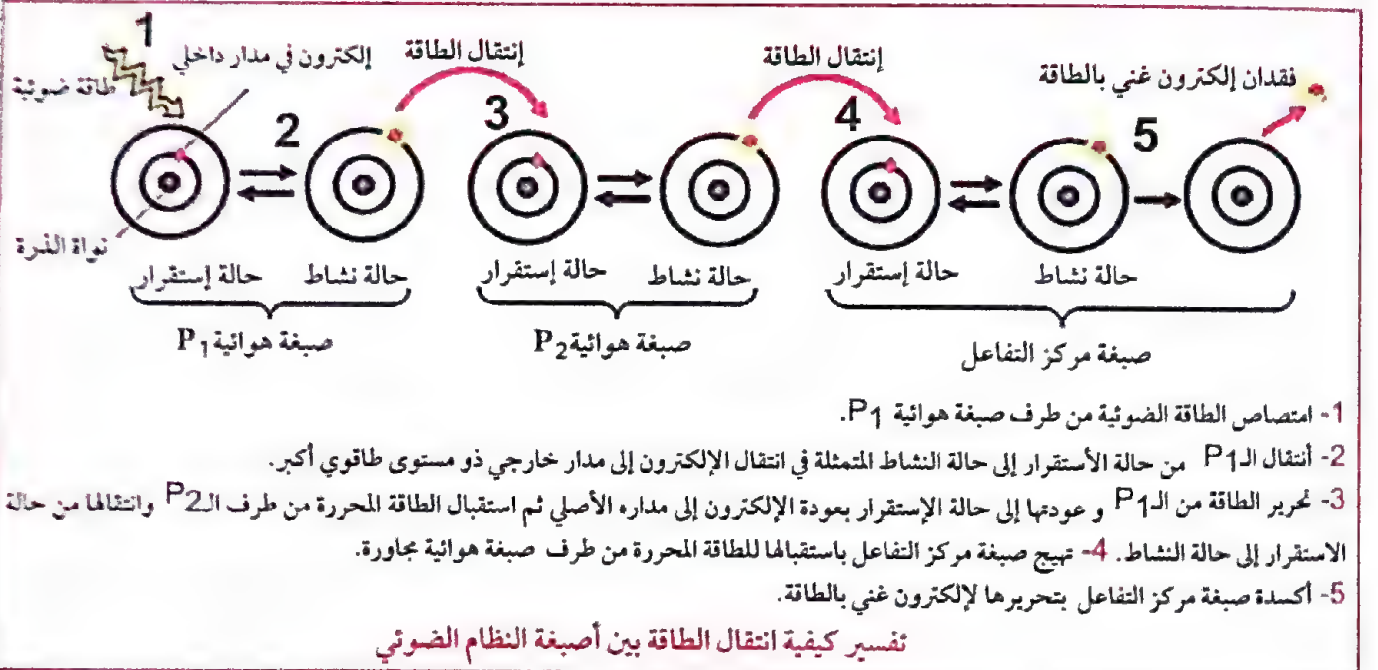 1
طاقة ضوئية
إلكترون في مدار داخلي
إنتقال الطاقة
إنتقال الطاقة
فقدان إلكترون غني بالطاقة
2
3
4
5
نواة الذرة
حالة إستقرار
حالة نشاط
حالة إستقرار
حالة نشاط
حالة إستقرار
حالة نشاط
صبغة هوائية P1
صبغة هوائية P2
صبغة مركز التفاعل
1- امتصاص الطاقة الضوئية من طرف صبغة هوائية P1.
2- أنتقال الـP1 من حالة الأستقرار إلى حالة النشاط المتمثلة في انتقال الإلكترون إلى مدار خارجي ذو مستوى طاقوي أكبر.
3- تحرير الطاقة من الـP1 و عودتها إلى حالة الإستقرار بعودة الإلكترون إلى مداره الأصلي ثم استقبال الطاقة المحررة من طرف الـP2 وانتقالها من حالة
الاستقرار إلى حالة النشاط. 4- تهيج صبغة مركز التفاعل باستقبالها للطاقة المحررة من طرف صبغة هوائية مجاورة.
5- أكسدة صبغة مركز التفاعل بتحريرها لإلكترون غني بالطاقة.
تفسير كيفية انتقال الطاقة بين أصبغة النظام الضوئي